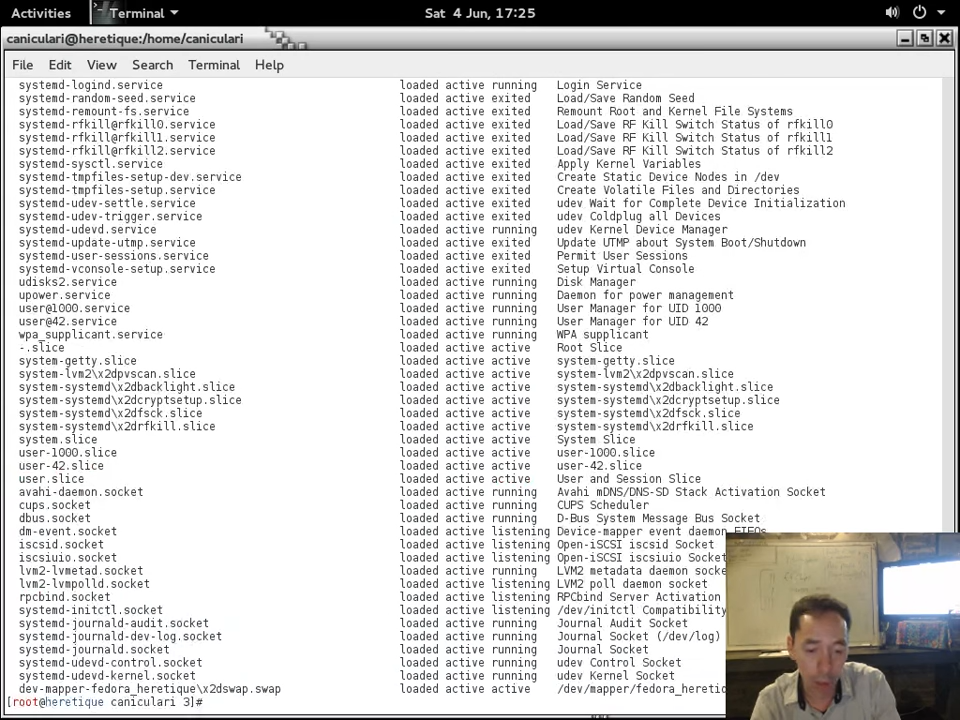 Activities Terminal Sat 4 Jun, 17:25
caniculari@heretique:/home/caniculari
File Edit View Search Terminal Help
systemd-logind.service loaded active running Login Service
systemd-random-seed.service loaded active exited Load/Save Random Seed
systemd-remount-fs.service loaded active exited Remount Root and Kernel File Systems
systemd-rfkill@rfkill0.service loaded active exited Load/Save RF Kill Switch Status of rfkill0
systemd-rfkill@rfkill1.service loaded active exited Load/Save RF Kill Switch Status of rfkill1
systemd-rfkill@rfkill2.service loaded active exited Load/Save RF Kill Switch Status of rfkill2
systemd-sysctl.service loaded active exited Apply Kernel Variables
systemd-tmpfiles-setup-dev.service loaded active exited Create Static Device Nodes in /dev
systemd-tmpfiles-setup.service loaded active exited Create Volatile Files and Directories
systemd-udev-settle.service loaded active exited udev Wait for Complete Device Initialization
systemd-udev-trigger.service loaded active exited udev Coldplug all Devices
systemd-udevd.service loaded active running udev Kernel Device Manager
systemd-update-utmp.service loaded active exited Update UTMP about System Boot/Shutdown
systemd-user-sessions.service loaded active exited Permit User Sessions
systemd-vconsole-setup.service loaded active exited Setup Virtual Console
udisks2.service loaded active running Disk Manager
upower.service loaded active running Daemon for power management
user@1000.service loaded active running User Manager for UID 1000
user@42.service loaded active running User Manager for UID 42
wpa_supplicant.service loaded active running WPA supplicant
-.slice loaded active active Root Slice
system-getty.slice loaded active active system-getty.slice
system-lvm2\x2dpvscan.slice loaded active active system-lvm2\x2dpvscan.slice
system-systemd\x2dbacklight.slice loaded active active system-systemd\x2dbacklight.slice
system-systemd\x2dcryptsetup.slice loaded active active system-systemd\x2dcryptsetup.slice
system-systemd\x2dfsck.slice loaded active active system-systemd\x2dfsck.slice
system-systemd\x2drfkill.slice loaded active active system-systemd\x2drfkill.slice
system.slice loaded active active System Slice
user-1000.slice loaded active active user-1000.slice
user-42.slice loaded active active user-42.slice
user.slice loaded active active User and Session Slice
avahi-daemon.socket loaded active running Avahi mDNS/DNS-SD Stack Activation Socket
cups.socket loaded active running CUPS Scheduler
dbus.socket loaded active running D-Bus System Message Bus Socket
dm-event.socket loaded active listening Device-mapper event daemon FIFOs
iscsid.socket loaded active listening Open-iSCSI iscsid Socket
iscsiuio.socket loaded active listening Open-iSCSI iscsiuio Socket
lvm2-lvmetad.socket loaded active running LVM2 metadata daemon socke
lvm2-lvmpolld.socket loaded active listening LVM2 poll daemon socket
rpcbind.socket loaded active listening RPCbind Server Activation
systemd-initctl.socket loaded active listening /dev/initctl Compatibility
systemd-journald-audit.socket loaded active running Journal Audit Socket
systemd-journald-dev-log.socket loaded active running Journal Socket (/dev/log)
systemd-journald.socket loaded active running Journal Socket
systemd-udevd-control.socket loaded active running udev Control Socket
systemd-udevd-kernel.socket loaded active running udev Kernel Socket
dev-mapper-fedora_heretique\x2dswap.swap loaded active active /dev/mapper/fedora_heretiq
[root@heretique caniculari 3]#